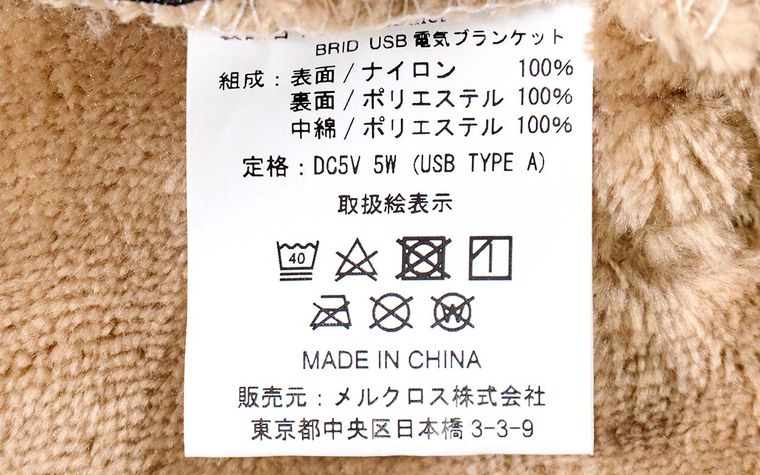 BRID USB電気ブランケット
組成：表面/ナイロン 100%
裏面/ポリエステル 100%
中綿/ポリエステル 100%
定格：DC5V 5W (USB TYPE A)
取扱絵表示
40
W
MADE IN CHINA
販売元：メルクロス株式会社
東京都中央区日本橋3-3-9